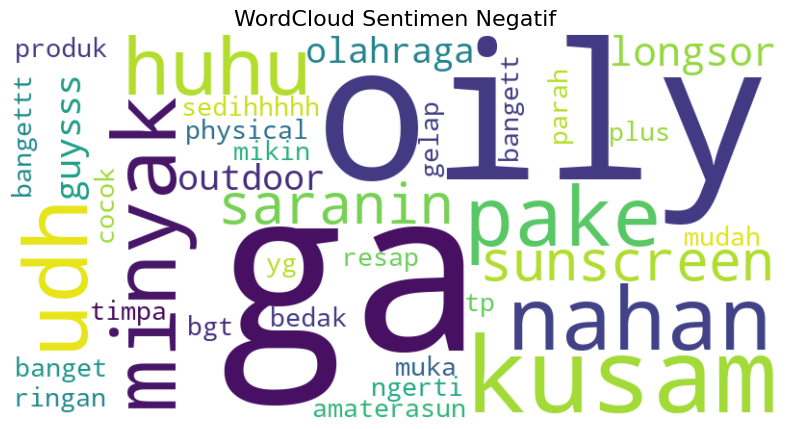 WordCloud Sentimen Negatif
produk
huhu
olahraga
longsor
bangettt
guysss
sedihhhhh
physical
mikin
oily
gelap
bangett
parah
plus
cocok
minyak
outdoor
saranin
pake
mudah
udh
ga
yg
resap
sunscreen
timpa
bgt
bedak
tp
nahan
banget
ringan
muka
ngerti
amaterasun
kusam